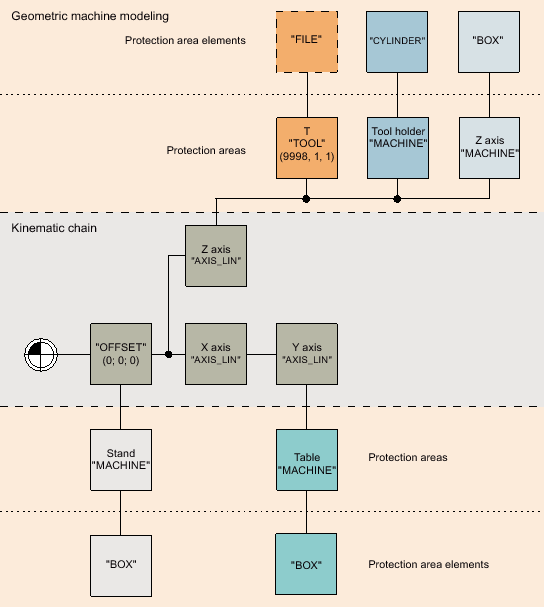 Geometric machine modeling
Protection area elements
"FILE"
"CYLINDER"
"BOX"
Protection areas
T
"TOOL"
(9998, 1, 1)
Tool holder
"MACHINE"
Z axis
"MACHINE"
Kinematic chain
Z axis
"AXIS_LIN"
"OFFSET"
(0; 0; 0)
X axis
"AXIS_LIN"
Y axis
"AXIS_LIN"
Stand
"MACHINE"
Table
"MACHINE"
Protection areas
"BOX"
"BOX"
Protection area elements